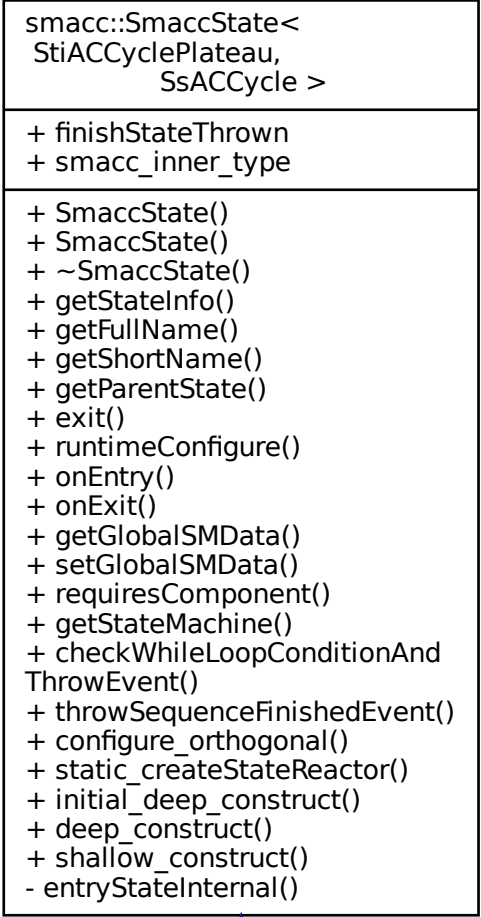 smacc::SmaccState<
StiACCyclePlateau,
SsACCycle >
+ finishStateThrown
+ smacc_inner_type
+ SmaccState()
+ SmaccState()
+ ~SmaccState()
+ getStateInfo()
+ getFullName()
+ getShortName()
+ getParentState()
+ exit()
+ runtimeConfigure()
+ onEntry()
+ onExit()
+ getGlobalSMData()
+ setGlobalSMData()
+ requiresComponent()
+ getStateMachine()
+ checkWhileLoopConditionAnd
ThrowEvent()
+ throwSequenceFinishedEvent()
+ configure_orthogonal()
+ static_createStateReactor()
+ initial_deep_construct()
+ deep_construct()
+ shallow_construct()
- entryStateInternal()